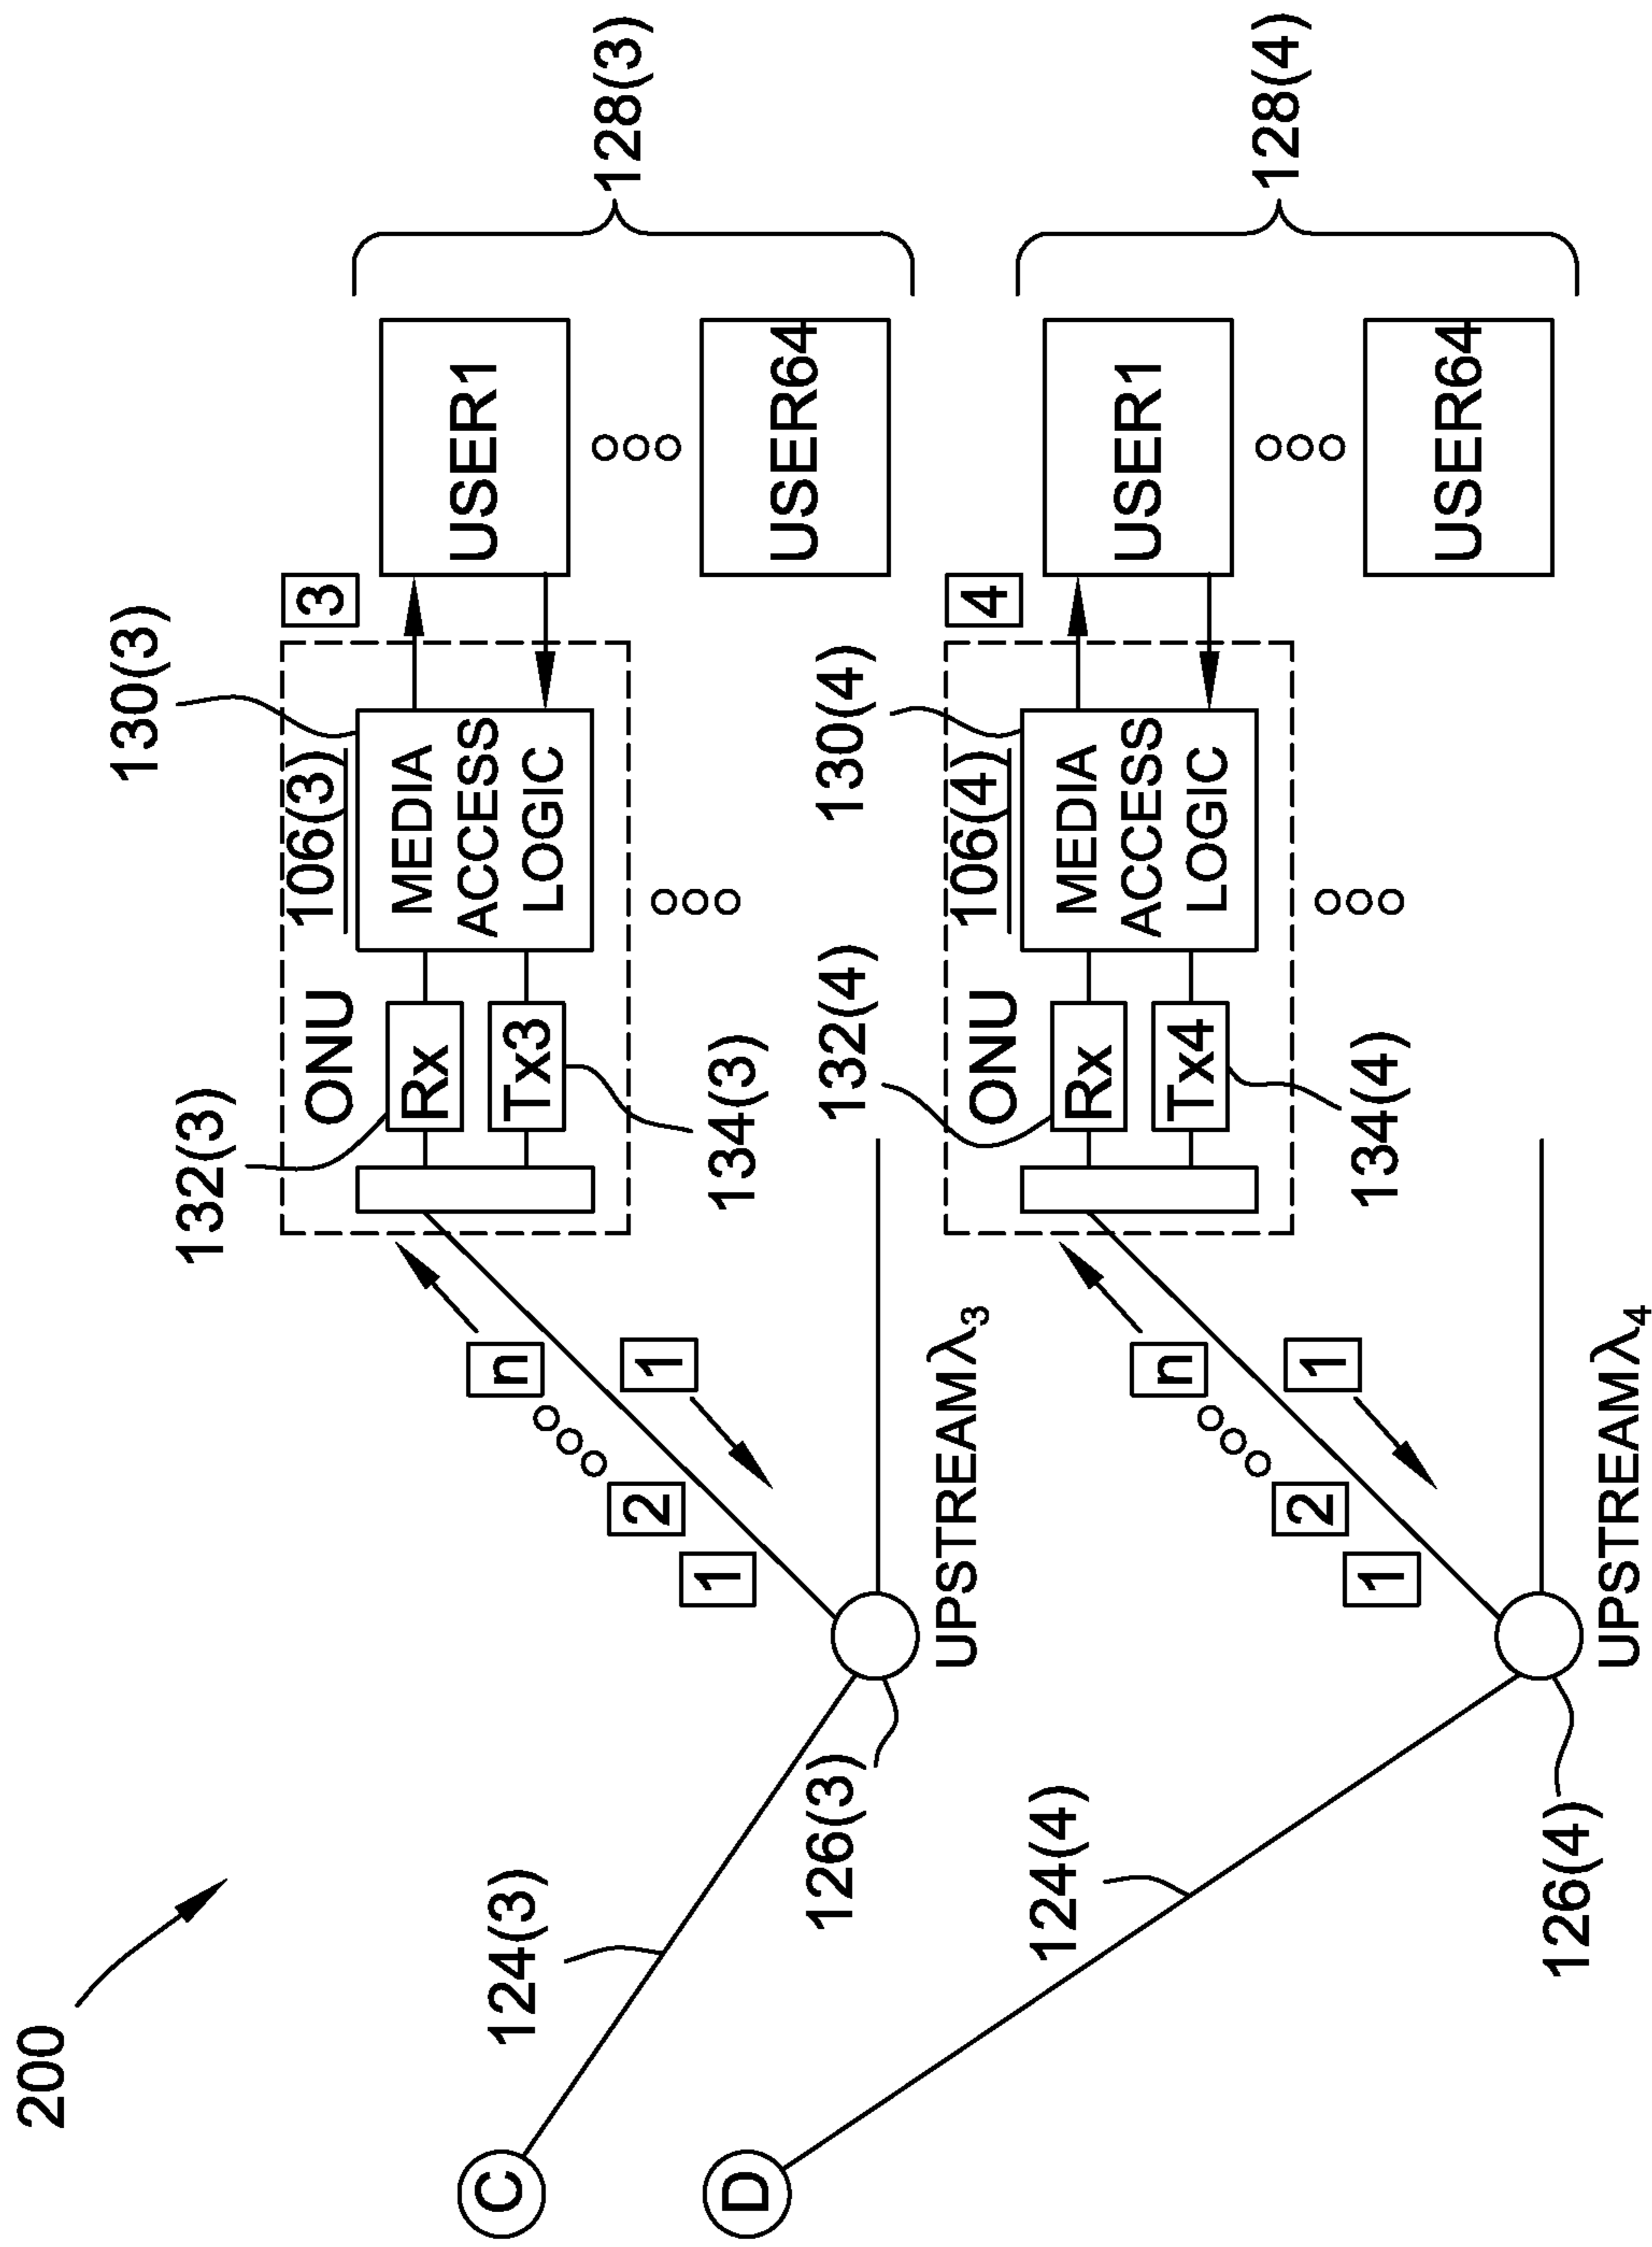 200
C
124(3)
126(3)
UPSTREAMλ3
1
2
n
1
132(3)
ONU
Rx
Tx3
134(3)
130(3)
106(3)
MEDIA
ACCESS
LOGIC
3
USER1
USER64
128(3)
D
124(4)
126(4)
UPSTREAMλ4
1
2
n
1
132(4)
ONU
Rx
Tx4
134(4)
130(4)
106(4)
MEDIA
ACCESS
LOGIC
4
USER1
USER64
128(4)